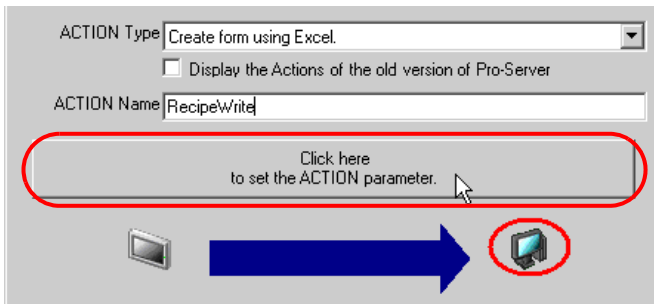 ACTION Type Create form using Excel.
Display the Actions of the old version of Pro-Server
ACTION Name RecipeWrite
Click here
to set the ACTION parameter.